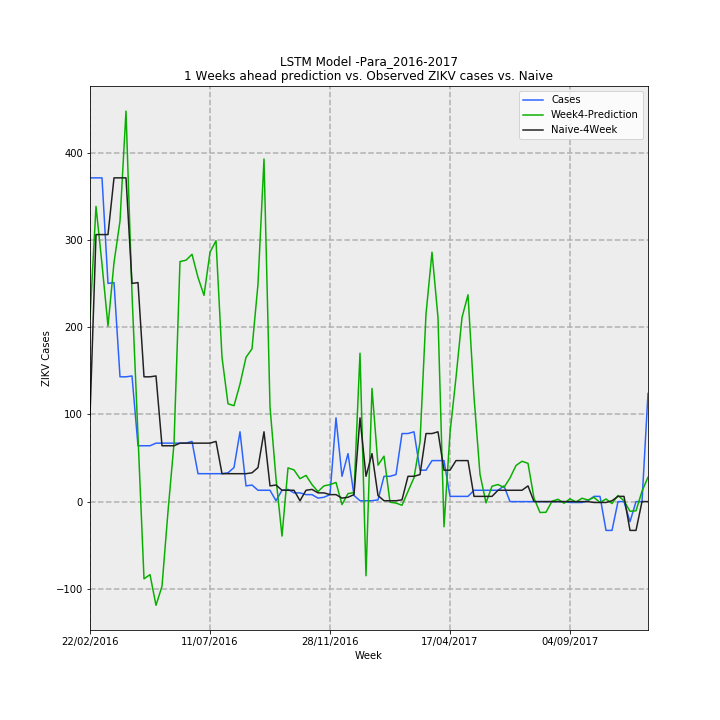 LSTM Model -Para_2016-2017
1 Weeks ahead prediction vs. Observed ZIKV cases vs. Naive
Cases
Week4-Prediction
Naive-4Week
ZIKV Cases
400
300
200
100
0
−100
22/02/2016
11/07/2016
28/11/2016
17/04/2017
04/09/2017
Week